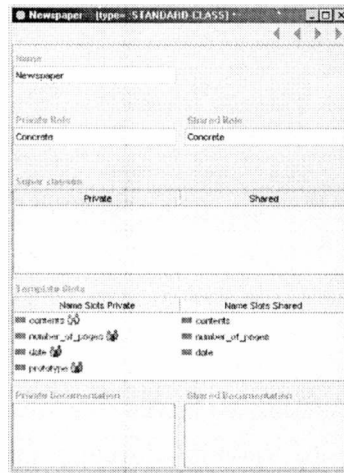 Newspaper (type= :STANDARD-CLASS)
Name
Newspaper
Private Role Shared Role
Concrete Concrete
Super classes
Private Shared
Template Slots
Name Slots Private Name Slots Shared
contents contents
number_of_pages number_of_pages
date date
prototype
Private Documentation Shared Documentation